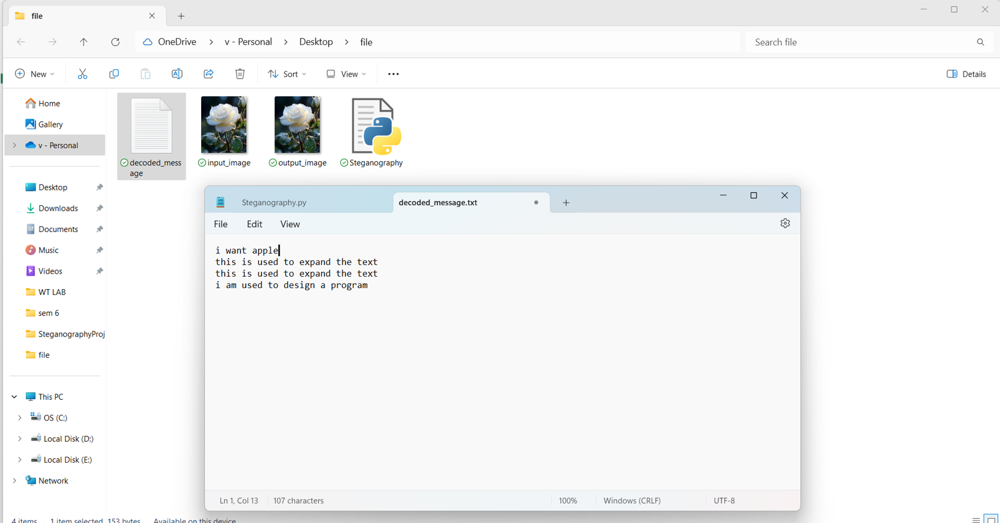 file
OneDrive > v - Personal > Desktop > file
Search file
New
Sort
View
Details
Home
Gallery
v - Personal
Desktop
Downloads
Documents
Music
Videos
WT LAB
sem 6
SteganographyProj
file
This PC
OS (C:)
Local Disk (D:)
Local Disk (E:)
Network
decoded_mess
age
input_image
output_image
Steganography
Steganography.py
decoded_message.txt
File Edit View
i want apple
this is used to expand the text
this is used to expand the text
i am used to design a program
Ln 1, Col 13
107 characters
100%
Windows (CRLF)
UTF-8
4 items
1 item selected 153 bytes
Available on this device